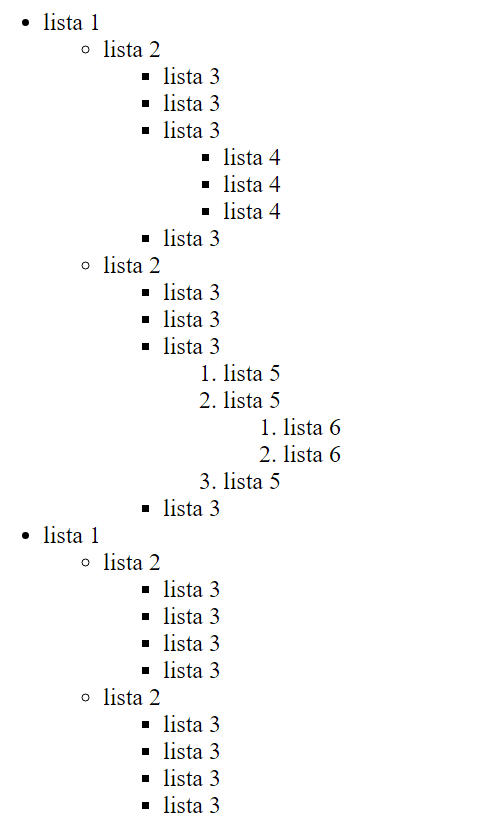 • lista 1
◦ lista 2
▪ lista 3
▪ lista 3
▪ lista 3
▪ lista 4
▪ lista 4
▪ lista 4
▪ lista 3
◦ lista 2
▪ lista 3
▪ lista 3
▪ lista 3
1. lista 5
2. lista 5
1. lista 6
2. lista 6
3. lista 5
▪ lista 3
• lista 1
◦ lista 2
▪ lista 3
▪ lista 3
▪ lista 3
▪ lista 3
◦ lista 2
▪ lista 3
▪ lista 3
▪ lista 3
▪ lista 3